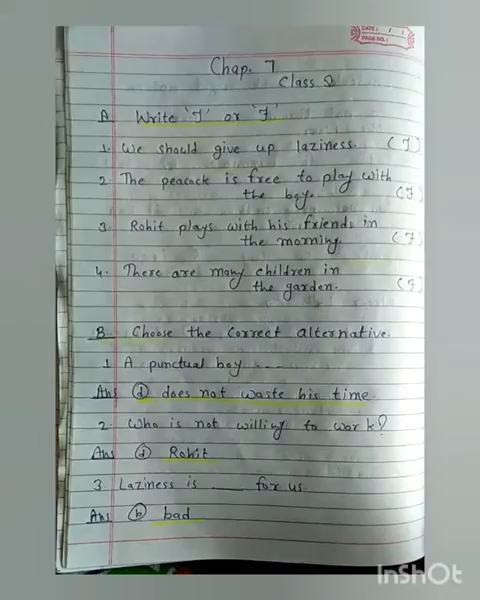 DATE: / /
PAGE NO.:
Chap. 7
Class 2
A. Write 'T' or 'F'
1. We should give up laziness. (T)
2. The peacock is free to play with
the boy. (F)
3. Rohit plays with his friends in
the morning. (F)
4. There are many children in
the garden. (F)
B. Choose the correct alternative.
1. A punctual boy ----
Ans (d) does not waste his time.
2. Who is not willing to work?
Ans (d) Rohit
3. Laziness is ___ for us
Ans (b) bad
InShOt